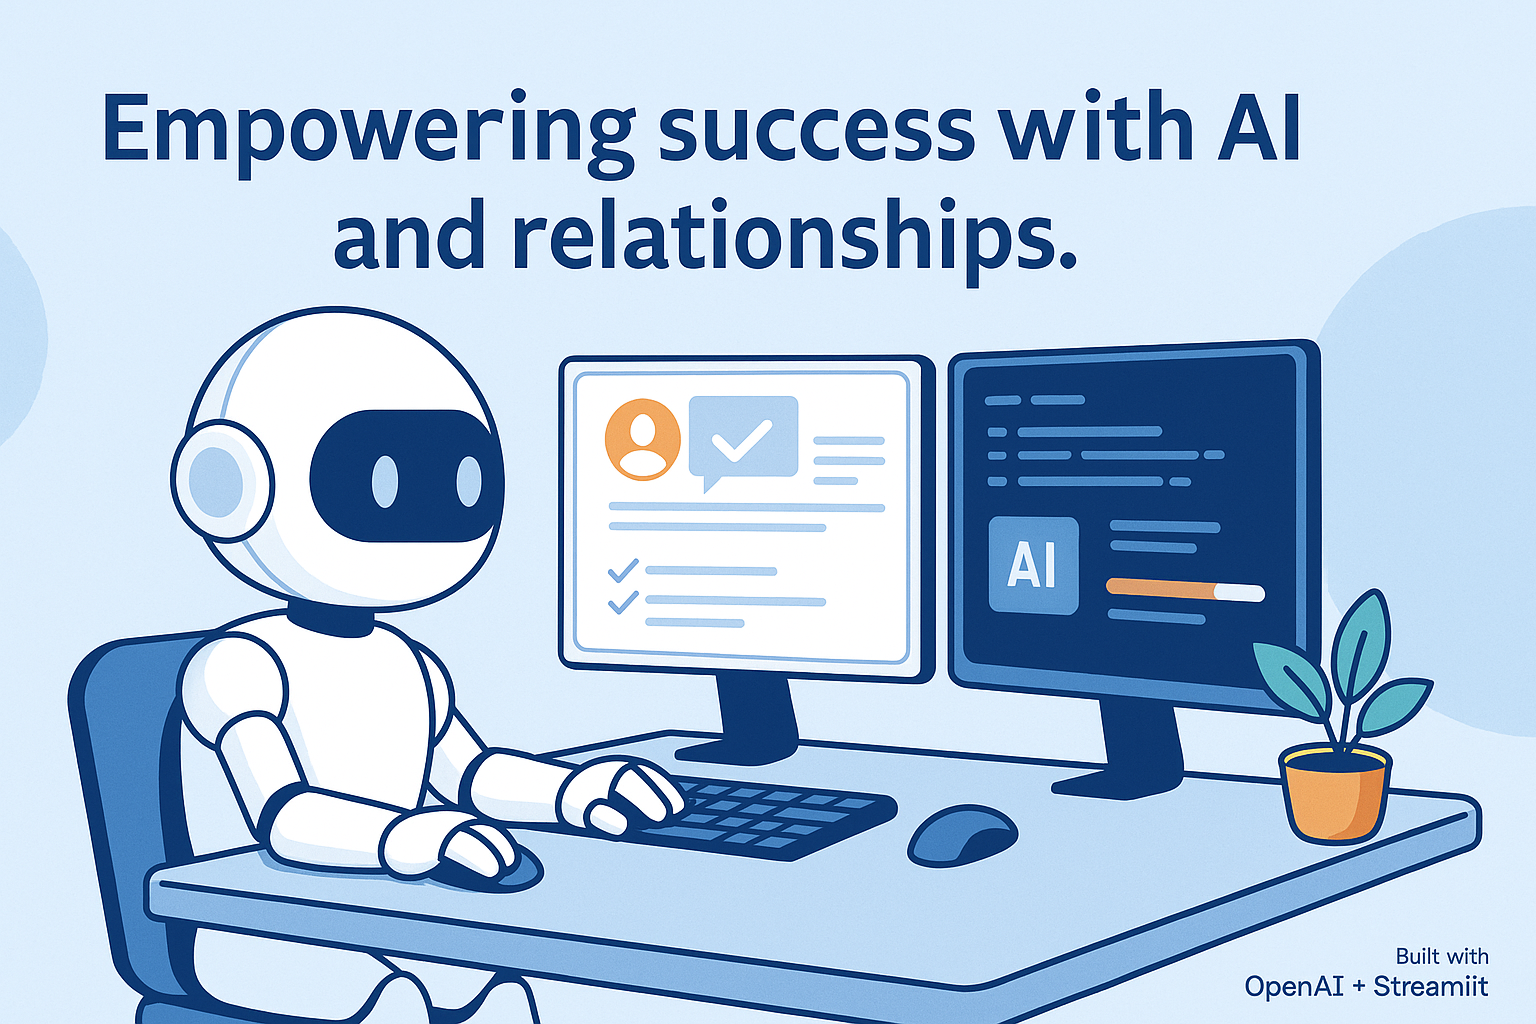 Empowering success with AI
and relationships.
AI
Built with
OpenAI + Streamiit